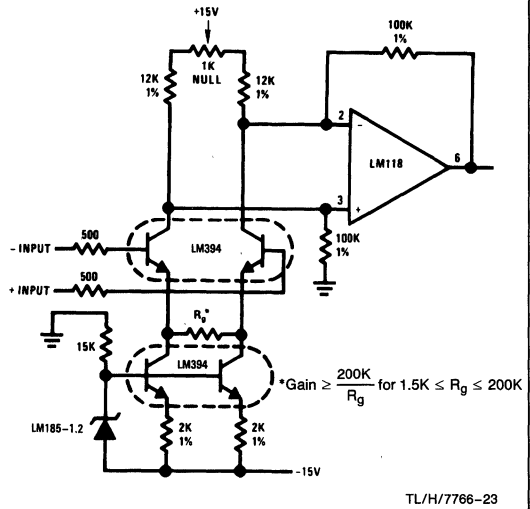 +15V
1K
NULL
12K
1%
12K
1%
100K
1%
2
−
LM118
6
3
+
− INPUT
500
LM394
100K
1%
+ INPUT
500
Rg*
15K
LM394
*Gain ≥ 200K / Rg for 1.5K ≤ Rg ≤ 200K
LM185−1.2
2K
1%
2K
1%
−15V
TL/H/7766−23